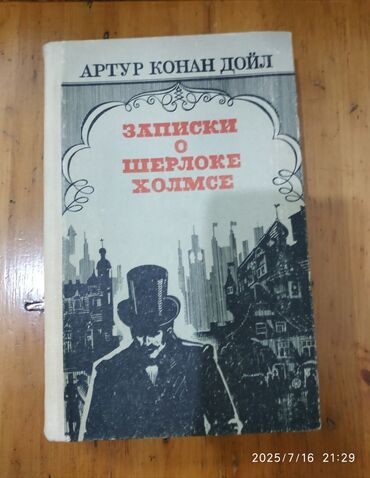 АРТУР КОНАН ДОЙЛ
ЗАПИСКИ
О
ШЕРЛОКЕ
ХОЛМСЕ
2025/7/16 21:29